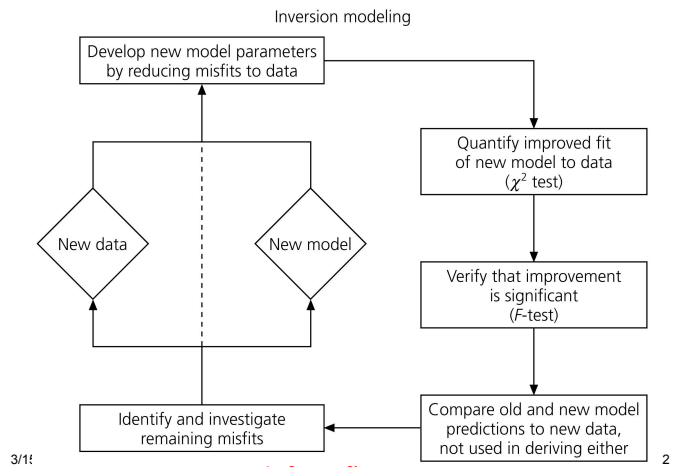 Inversion modeling
Develop new model parameters
by reducing misfits to data
Quantify improved fit
of new model to data
(χ² test)
New data
New model
Verify that improvement
is significant
(F-test)
Identify and investigate
remaining misfits
Compare old and new model
predictions to new data,
not used in deriving either
2